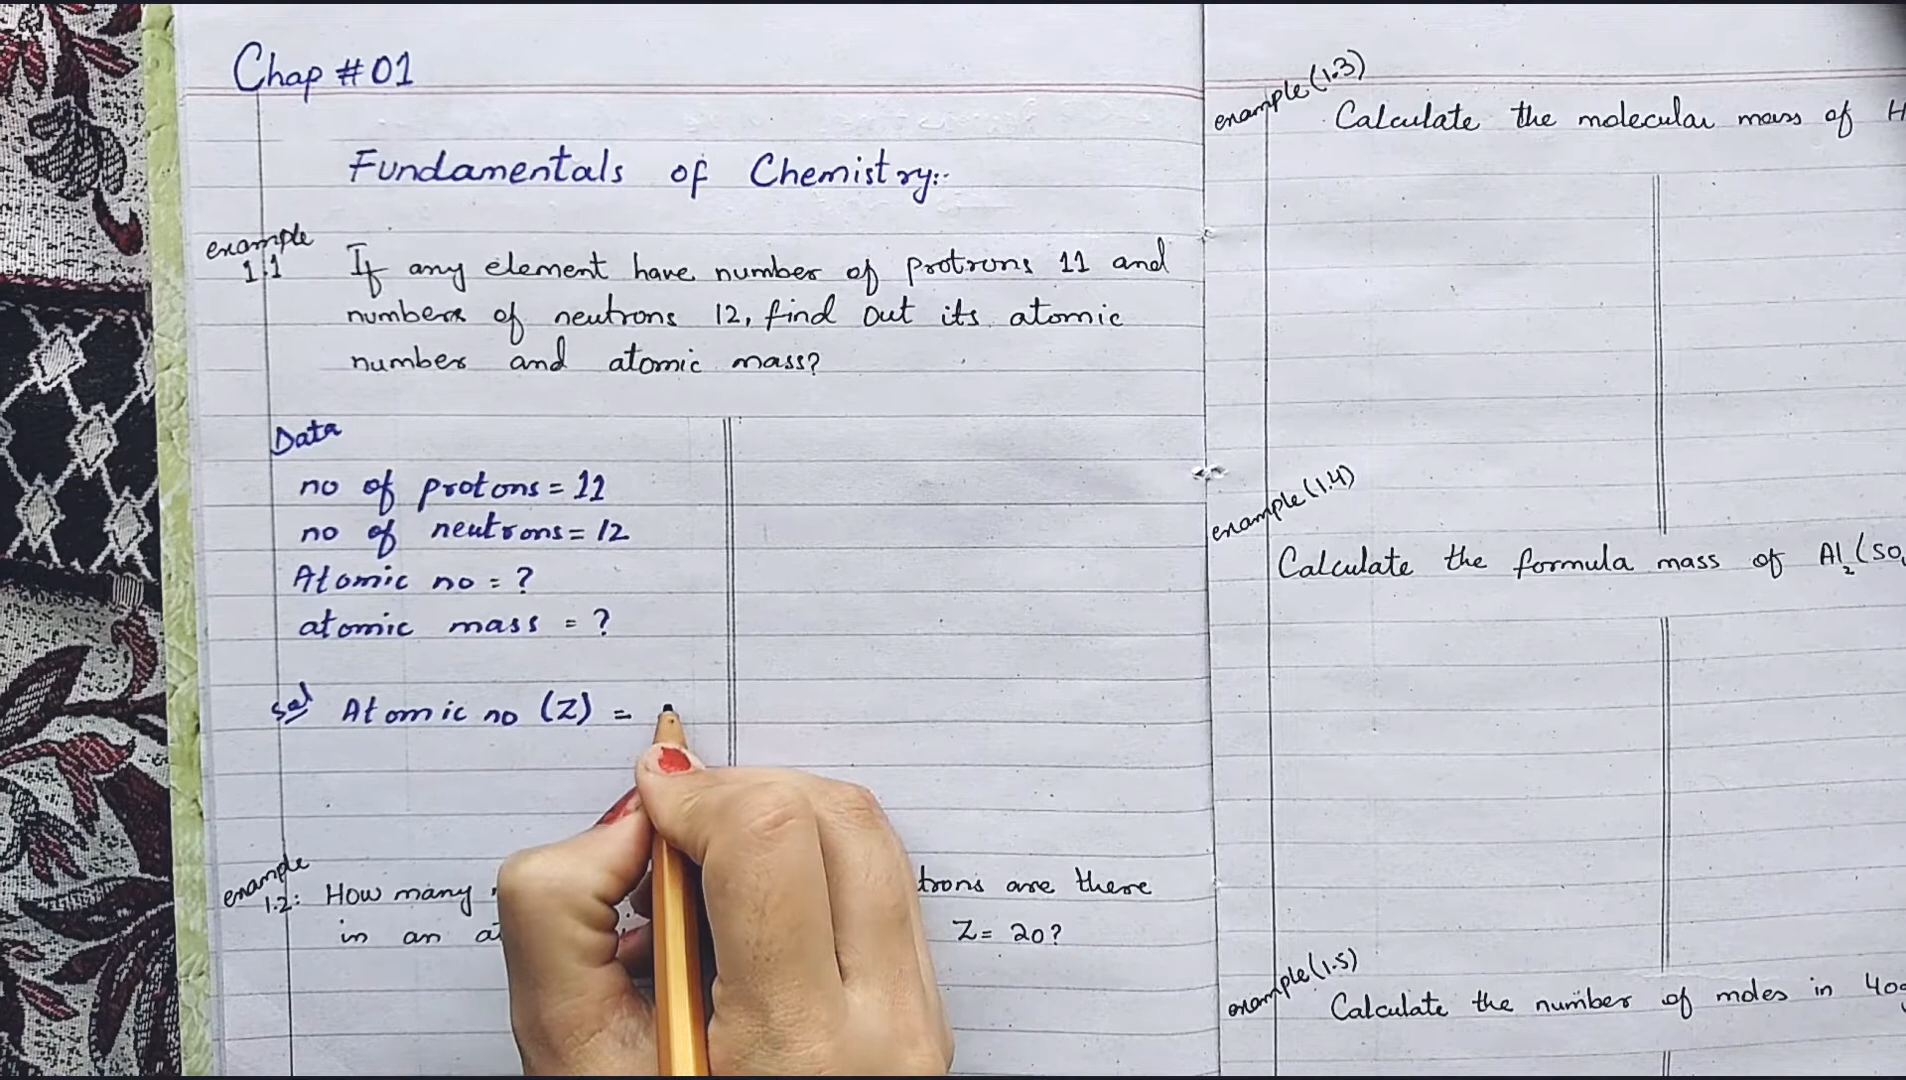 Chap #01
Fundamentals of Chemistry:-
example
1.1
If any element have number of protrons 11 and
numbers of neutrons 12, find out its atomic
number and atomic mass?
Data
no of protons = 11
no of neutrons = 12
Atomic no = ?
atomic mass = ?
Sol Atomic no (Z) =
example
1.2: How many trons are there
in an Z= 20?
example (1.3)
Calculate the molecular mass of H
example (1.4)
Calculate the formula mass of Al₂(SO
example (1.5)
Calculate the number of moles in 40